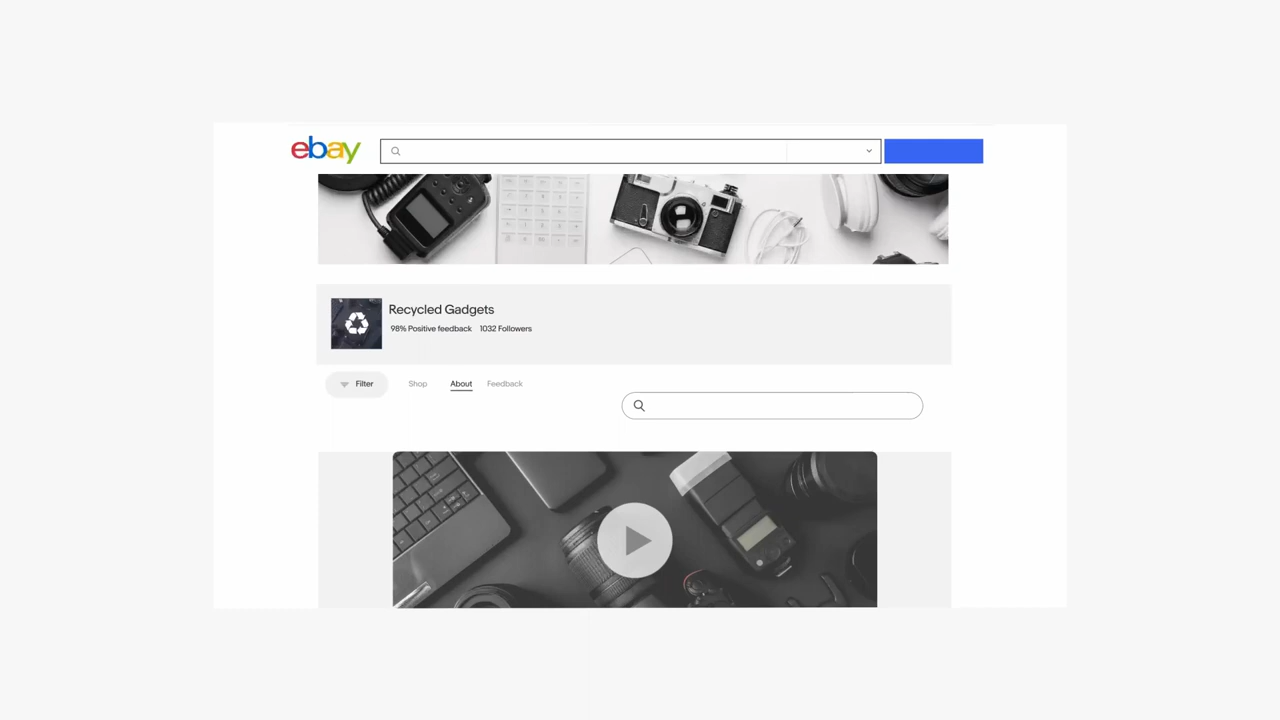 ebay
Recycled Gadgets
98% Positive feedback 1032 Followers
Filter Shop About Feedback